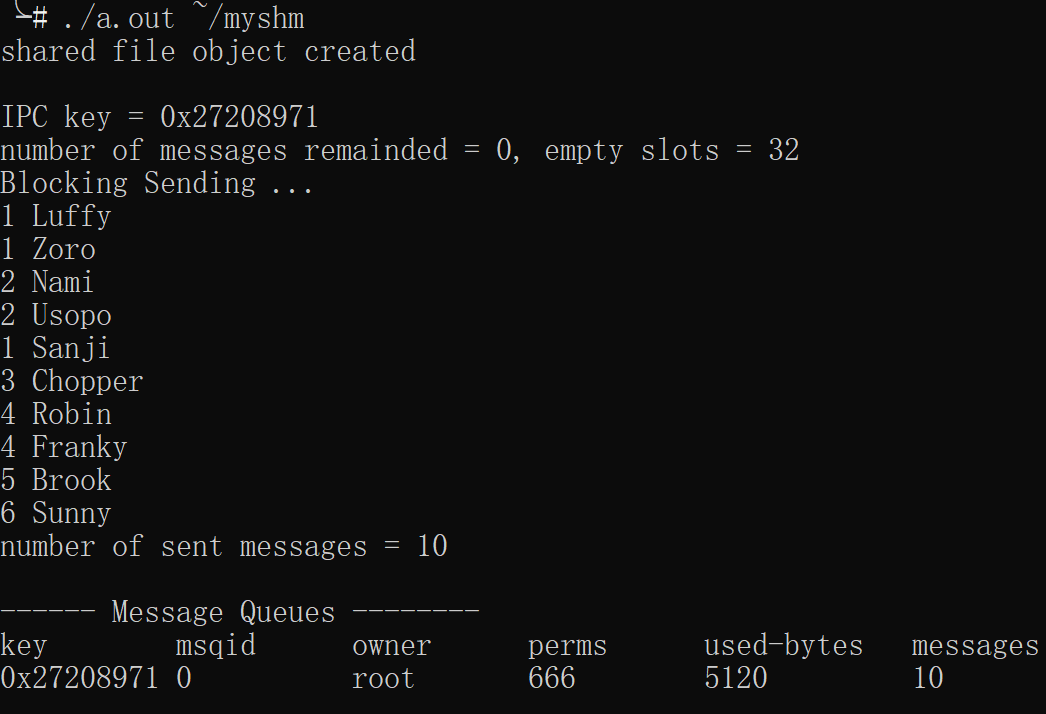 ╰─# ./a.out ~/myshm
shared file object created
IPC key = 0x27208971
number of messages remainded = 0, empty slots = 32
Blocking Sending ...
1 Luffy
1 Zoro
2 Nami
2 Usopo
1 Sanji
3 Chopper
4 Robin
4 Franky
5 Brook
6 Sunny
number of sent messages = 10
------ Message Queues --------
key msqid owner perms used-bytes messages
0x27208971 0 root 666 5120 10